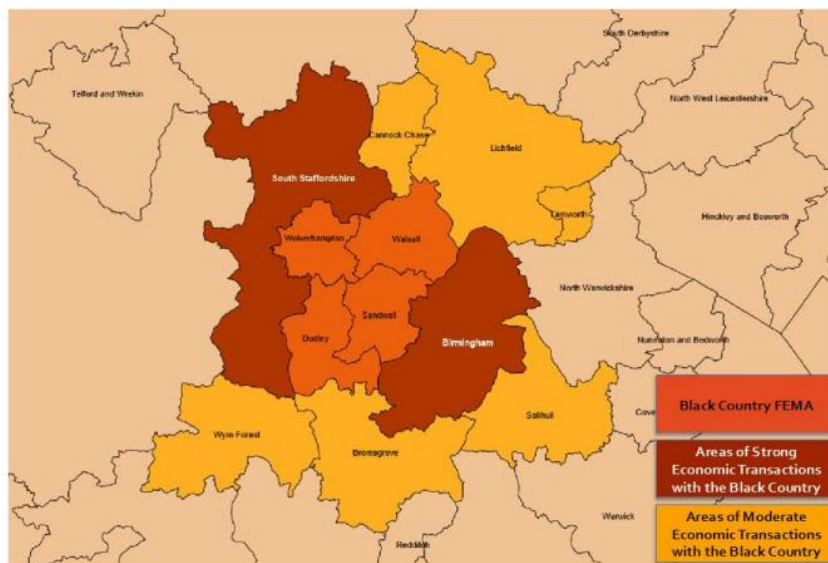 South Derbyshire
Telford and Wrekin
North West Leicestershire
Cannock Chase
Lichfield
South Staffordshire
Tamworth
Hinckley and Bosworth
Wolverhampton
Walsall
North Warwickshire
Sandwell
Dudley
Birmingham
Nuneaton and Bedworth
Black Country FEMA
Solihull
Cove
Wyre Forest
Bromsgrove
Areas of Strong
Economic Transactions
with the Black Country
Warwick
Areas of Moderate
Economic Transactions
with the Black Country
Redditch